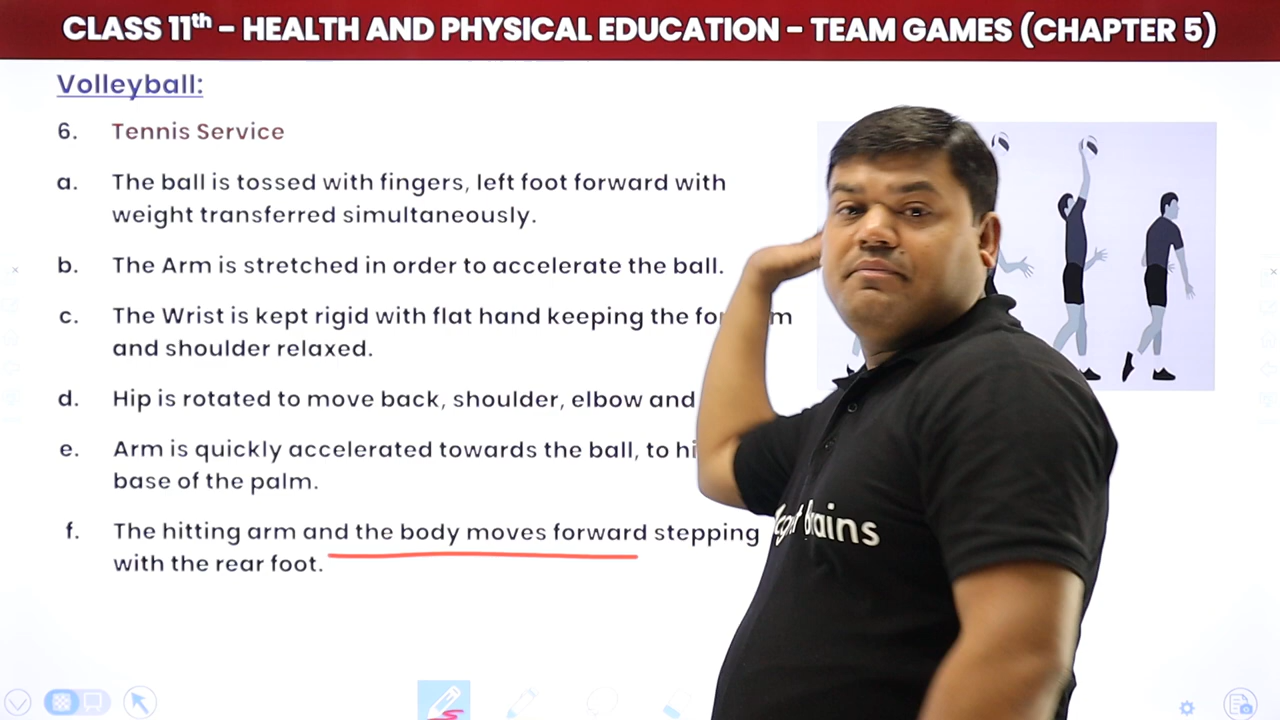 CLASS 11th - HEALTH AND PHYSICAL EDUCATION - TEAM GAMES (CHAPTER 5)
Volleyball:
6. Tennis Service
a. The ball is tossed with fingers, left foot forward with
weight transferred simultaneously.
b. The Arm is stretched in order to accelerate the ball.
c. The Wrist is kept rigid with flat hand keeping the
and shoulder relaxed.
d. Hip is rotated to move back, shoulder, elbow and
e. Arm is quickly accelerated towards the ball, to
base of the palm.
f. The hitting arm and the body moves forward stepping
with the rear foot.
Brains